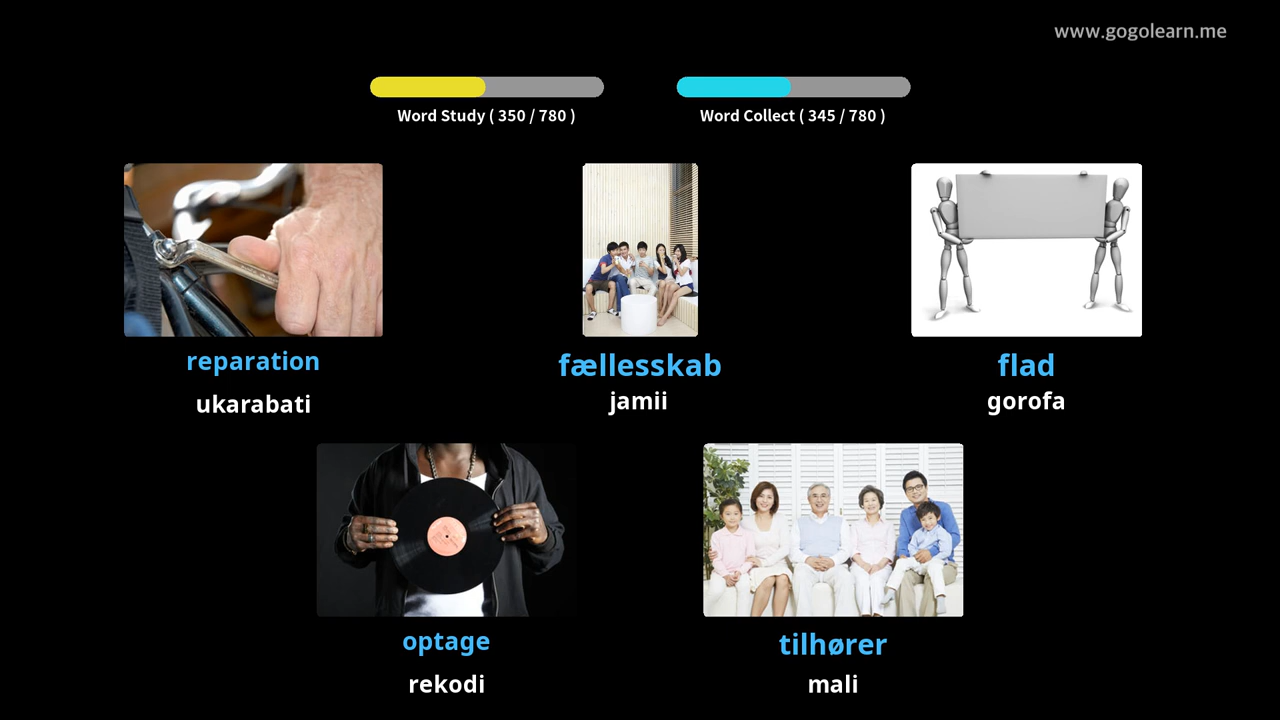 www.gogolearn.me
Word Study ( 350 / 780 )
Word Collect ( 345 / 780 )
reparation
ukarabati
fællesskab
jamii
flad
gorofa
optage
rekodi
tilhører
mali